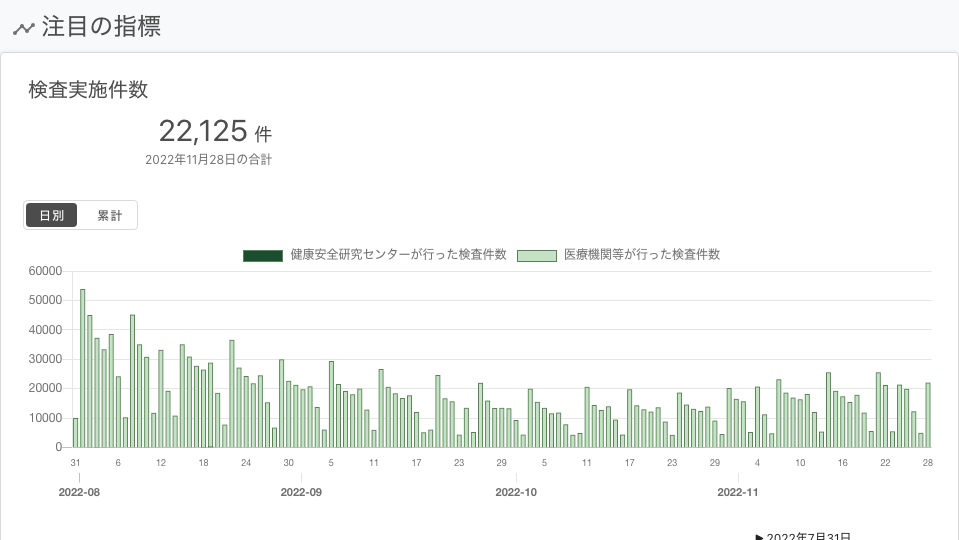 注目の指標
検査実施件数
22,125 件
2022年11月28日の合計
日別 累計
健康安全研究センターが行った検査件数 医療機関等が行った検査件数
60000
50000
40000
30000
20000
10000
0
31 6 12 18 24 30 5 11 17 23 29 5 11 17 23 29 4 10 16 22 28
2022-08 2022-09 2022-10 2022-11
▶ 2022年7月31日